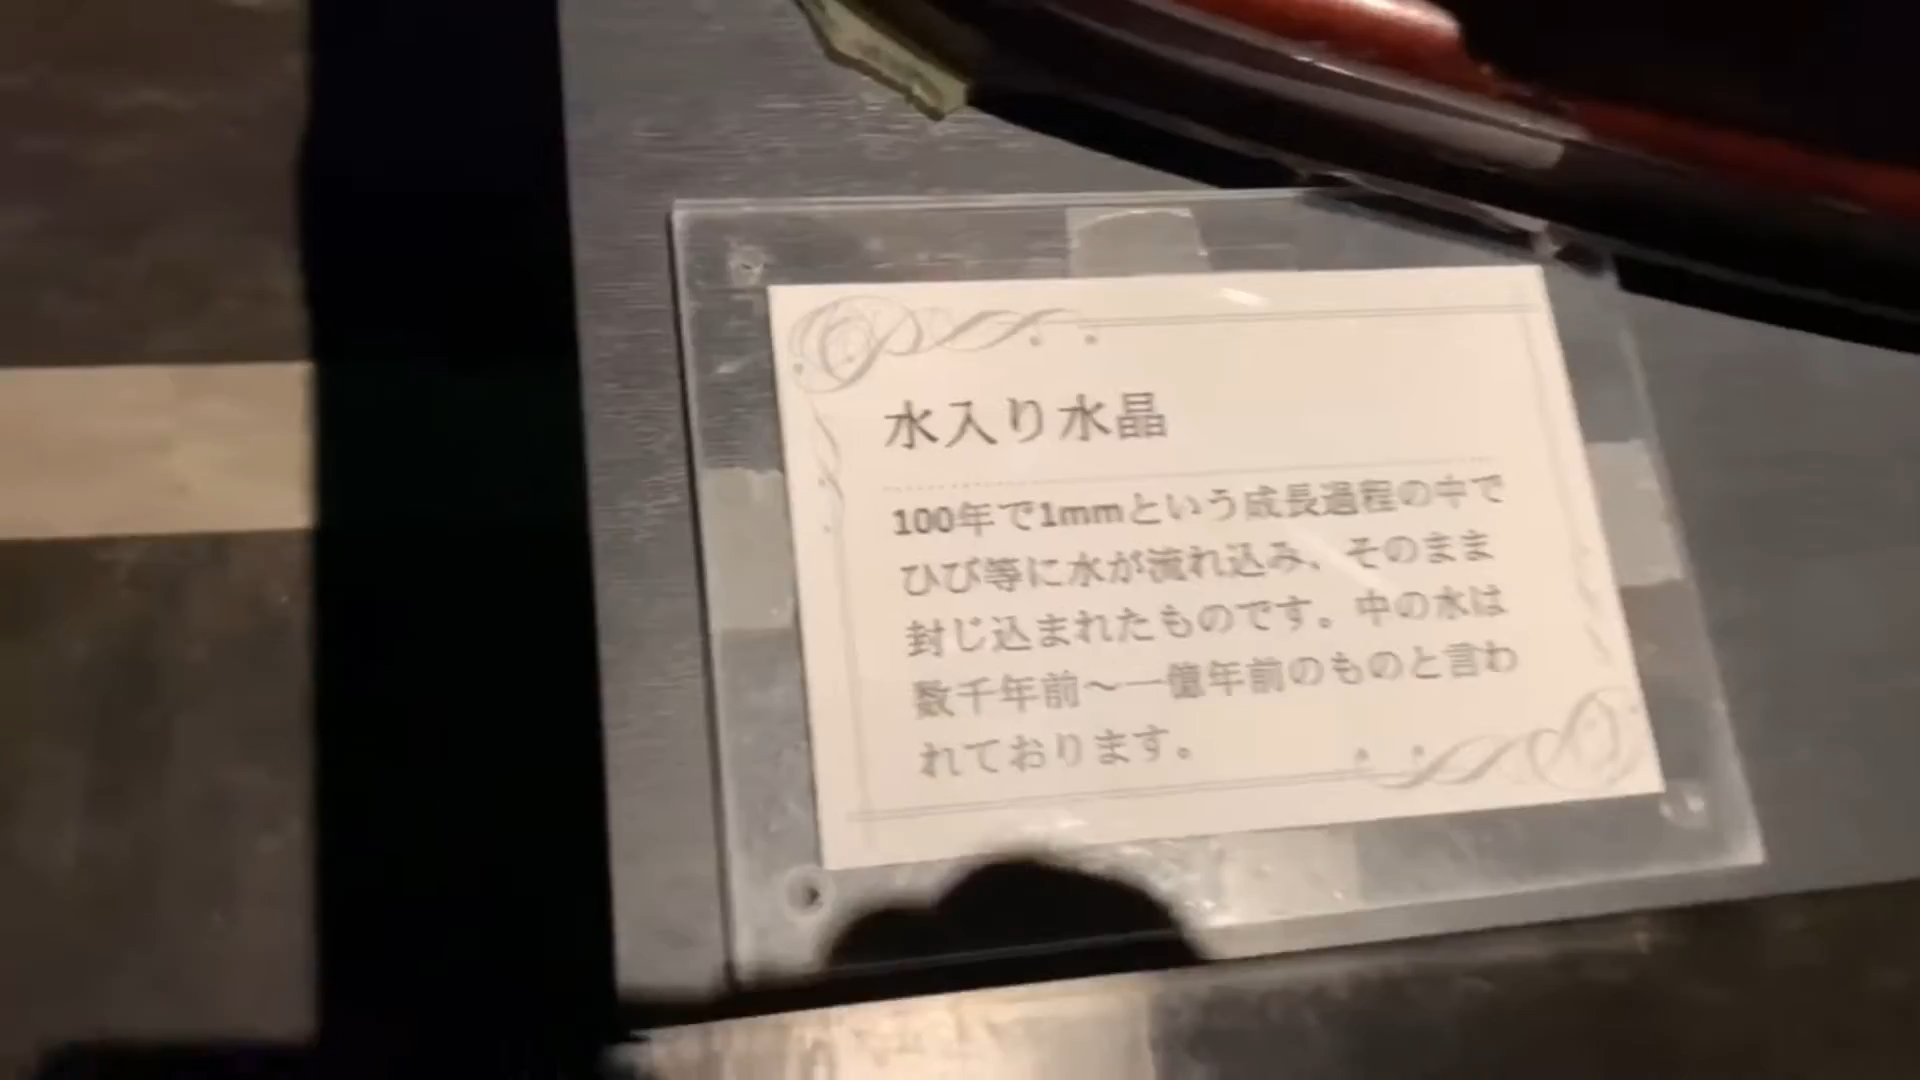 水入り水晶
100年で1mmという成長過程の中で
ひび等に水が流れ込み、そのまま
封じ込まれたものです。中の水は
数千年前～一億年前のものと言わ
れております。